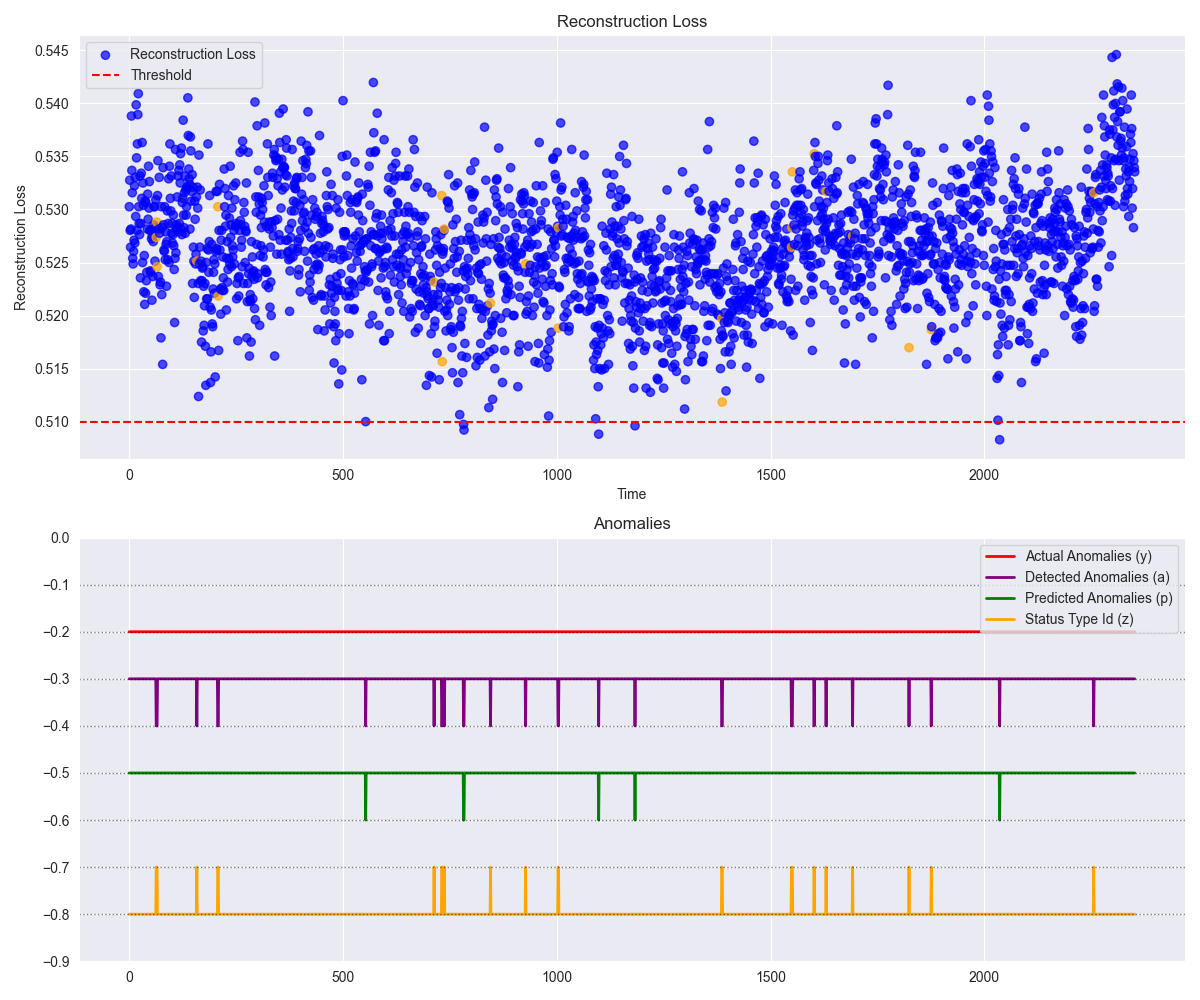 Reconstruction Loss
Reconstruction Loss
Threshold
Reconstruction Loss
0.545
0.540
0.535
0.530
0.525
0.520
0.515
0.510
0
500
1000
1500
2000
Time
Anomalies
Actual Anomalies (y)
Detected Anomalies (a)
Predicted Anomalies (p)
Status Type Id (z)
0.0
−0.1
−0.2
−0.3
−0.4
−0.5
−0.6
−0.7
−0.8
−0.9
0
500
1000
1500
2000